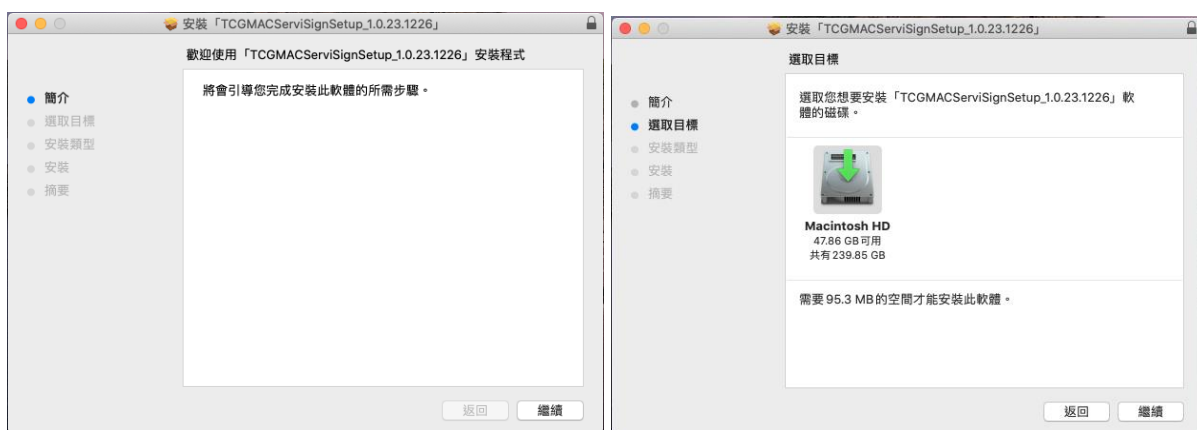 安裝「TCGMACServiSignSetup_1.0.23.1226」
歡迎使用「TCGMACServiSignSetup_1.0.23.1226」安裝程式
簡介
選取目標
安裝類型
安裝
摘要
將會引導您完成安裝此軟體的所需步驟。
返回
繼續
安裝「TCGMACServiSignSetup_1.0.23.1226」
選取目標
簡介
選取目標
安裝類型
安裝
摘要
選取您想要安裝「TCGMACServiSignSetup_1.0.23.1226」軟
體的磁碟。
Macintosh HD
47.86 GB可用
共有239.85 GB
需要 95.3 MB的空間才能安裝此軟體。
返回
繼續